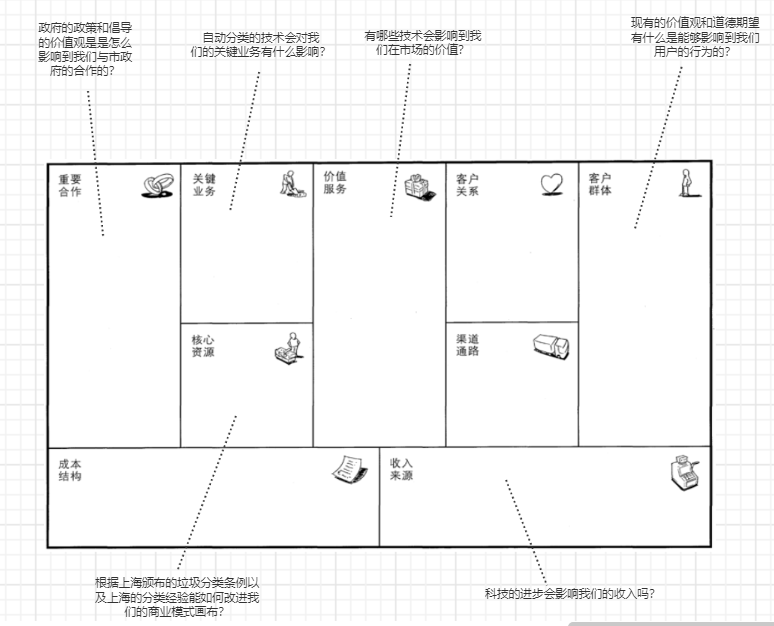 政府的政策和倡导
的价值观是是怎么
影响到我们与市政
府的合作的？
自动分类的技术会对我
们的关键业务有什么影响？
有哪些技术会影响到我
们在市场的价值？
现有的价值观和道德期望
有什么是能够影响到我们
用户的行为的？
重要
合作
关键
业务
价值
服务
客户
关系
客户
群体
核心
资源
渠道
通路
成本
结构
收入
来源
根据上海颁布的垃圾分类条例以
及上海的分类经验能如何改进我
们的商业模式画布？
科技的进步会影响我们的收入吗？